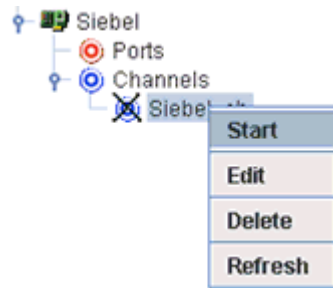 Siebel
Ports
Channels
Siebel
Start
Edit
Delete
Refresh